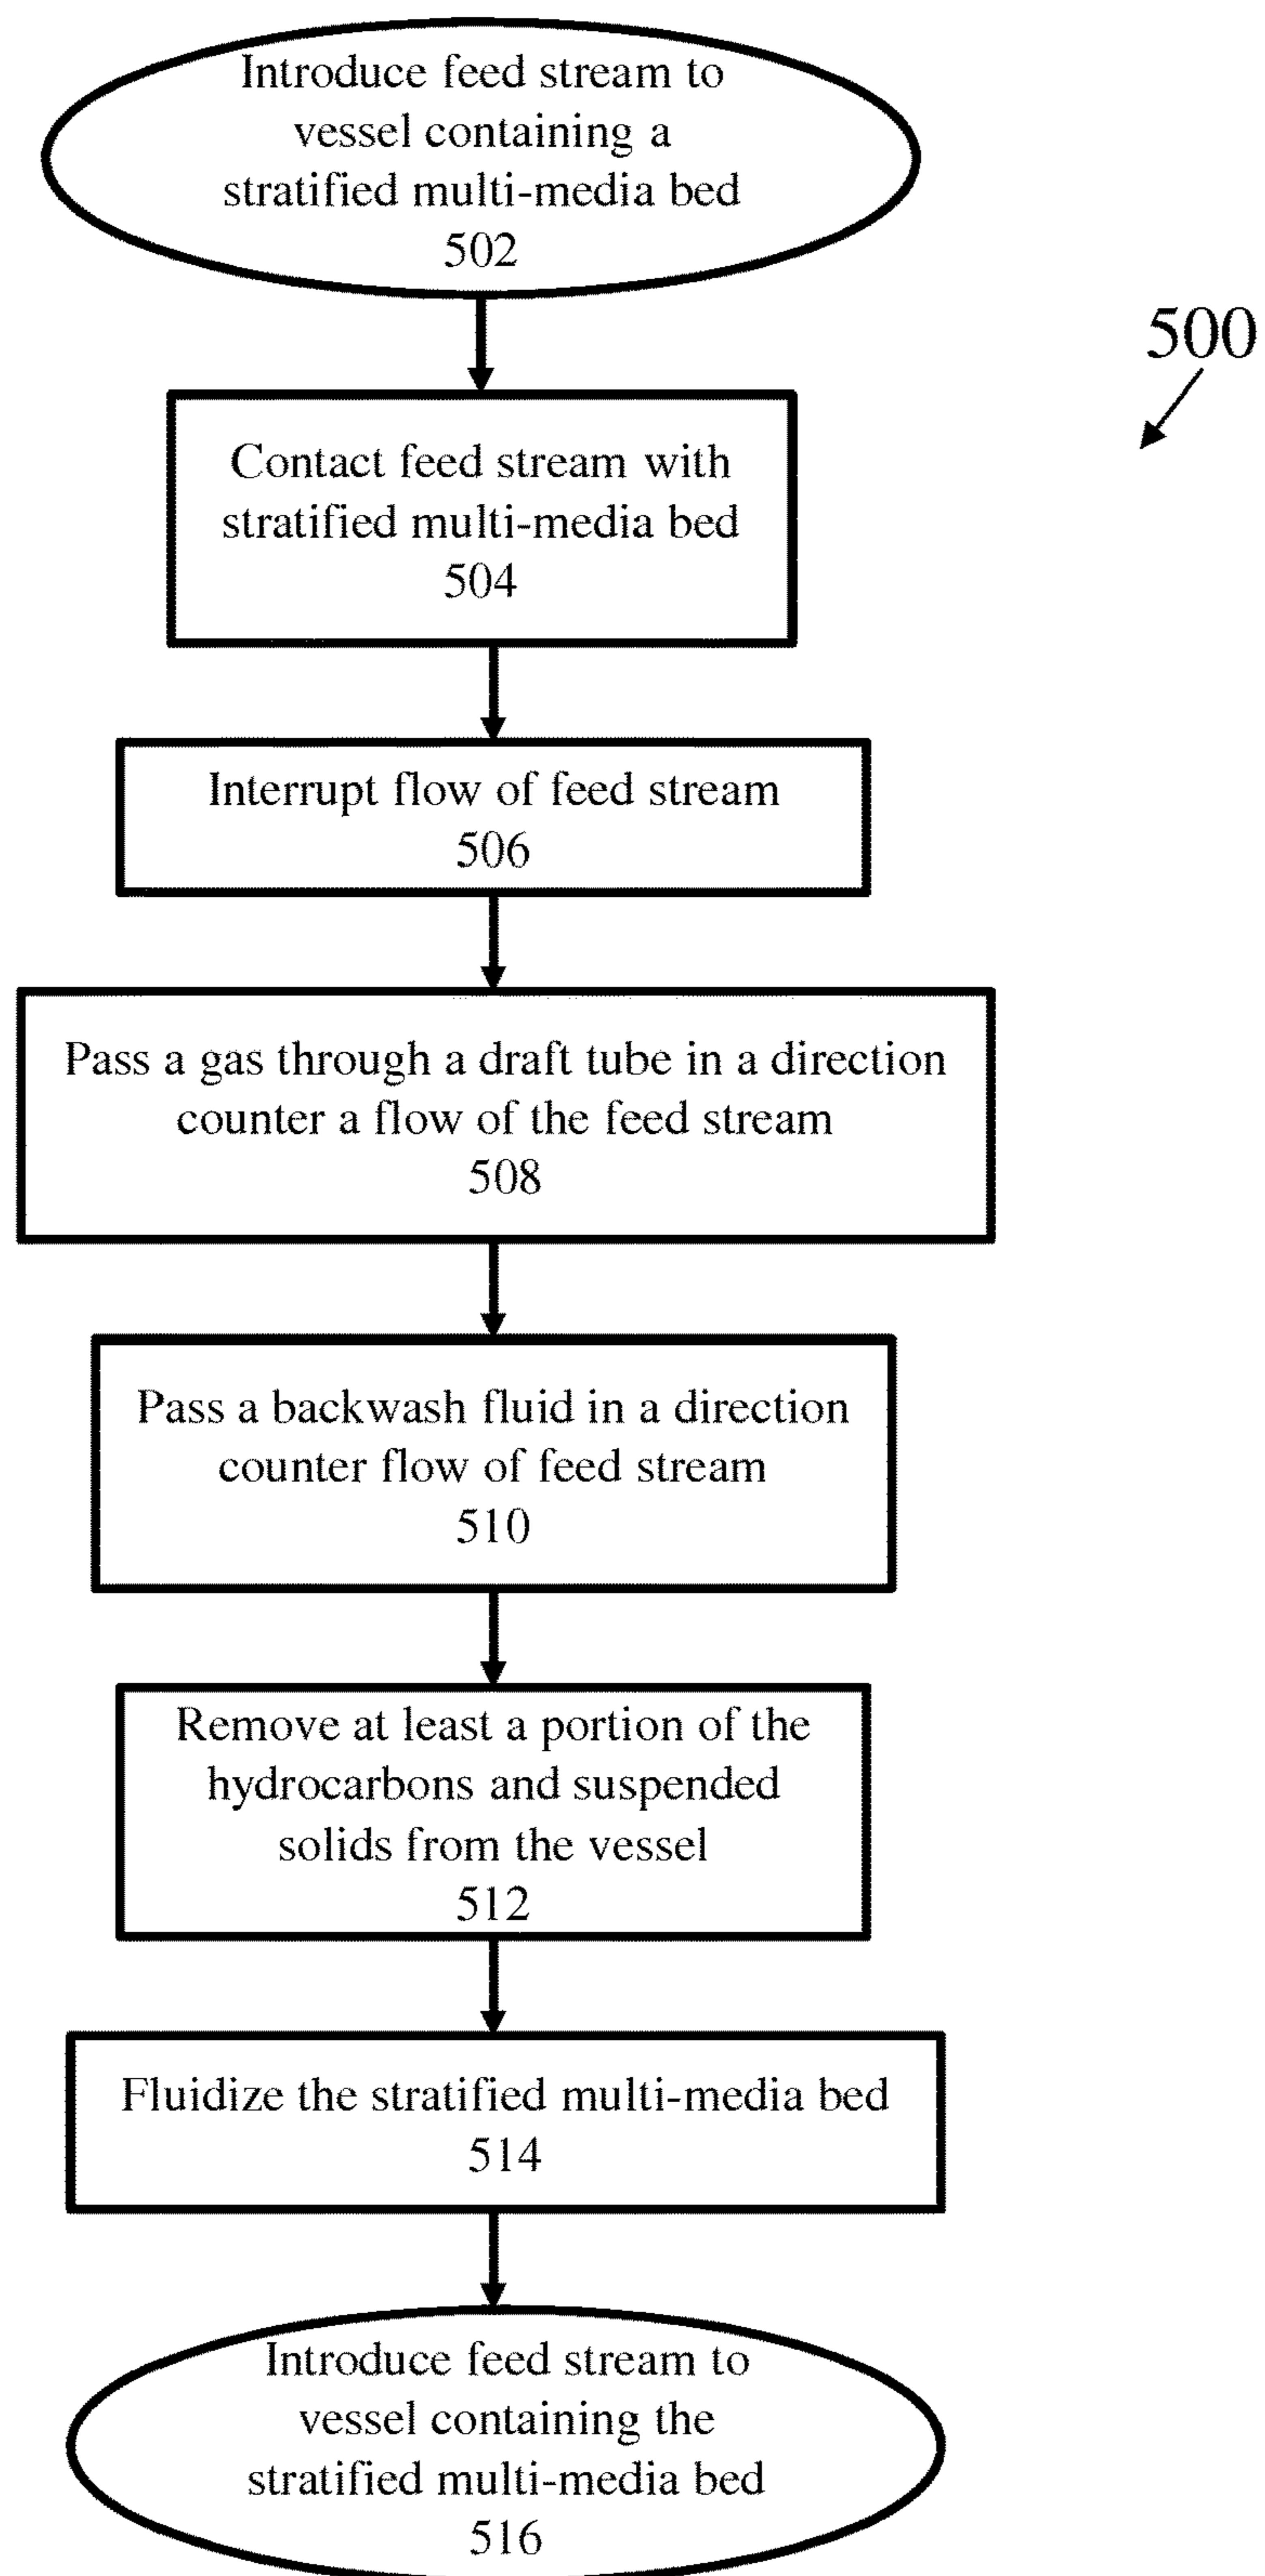 Introduce feed stream to
vessel containing a
stratified multi-media bed
502
500
Contact feed stream with
stratified multi-media bed
504
Interrupt flow of feed stream
506
Pass a gas through a draft tube in a direction
counter a flow of the feed stream
508
Pass a backwash fluid in a direction
counter flow of feed stream
510
Remove at least a portion of the
hydrocarbons and suspended
solids from the vessel
512
Fluidize the stratified multi-media bed
514
Introduce feed stream to
vessel containing the
stratified multi-media bed
516